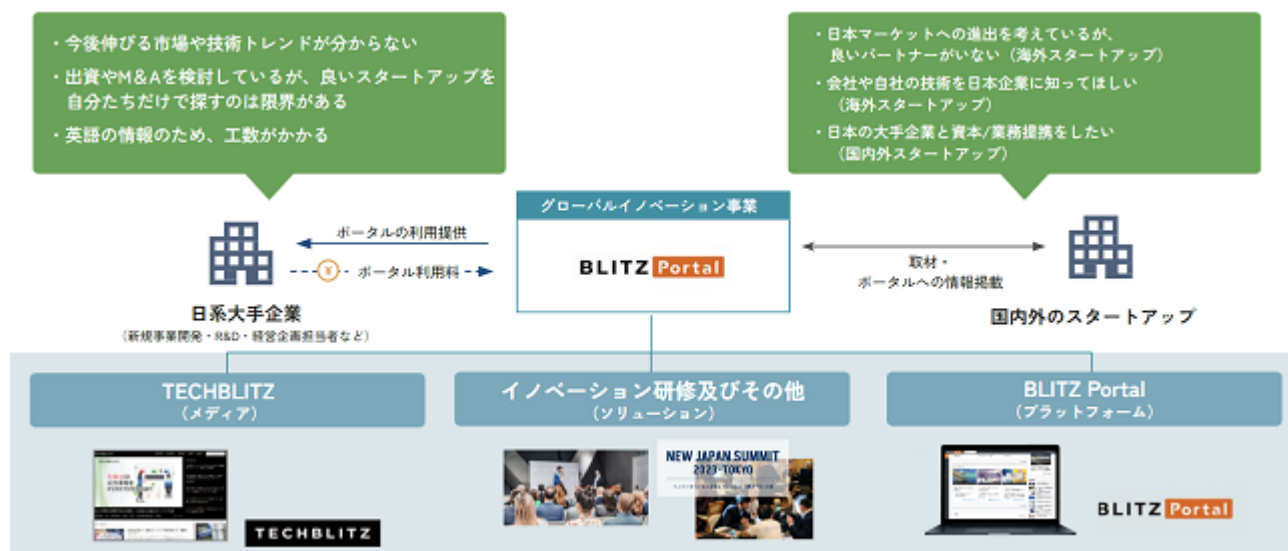 ・今後伸びる市場や技術トレンドが分からない
・出資やM&Aを検討しているが、良いスタートアップを
自分たちだけで探すのは限界がある
・英語の情報のため、工数がかかる
・日本マーケットへの進出を考えているが、
良いパートナーがいない（海外スタートアップ）
・会社や自社の技術を日本企業に知ってほしい
（海外スタートアップ）
・日本の大手企業と資本/業務提携をしたい
（国内外スタートアップ）
グローバルイノベーション事業
BLITZ Portal
ポータルの利用提供
¥ ポータル利用料
取材・
ポータルへの情報掲載
日系大手企業
（新規事業開発・R&D・経営企画担当者など）
国内外のスタートアップ
TECHBLITZ
（メディア）
イノベーション研修及びその他
（ソリューション）
BLITZ Portal
（プラットフォーム）
TECHBLITZ
NEW JAPAN SUMMIT
2023-TOKYO
BLITZ Portal